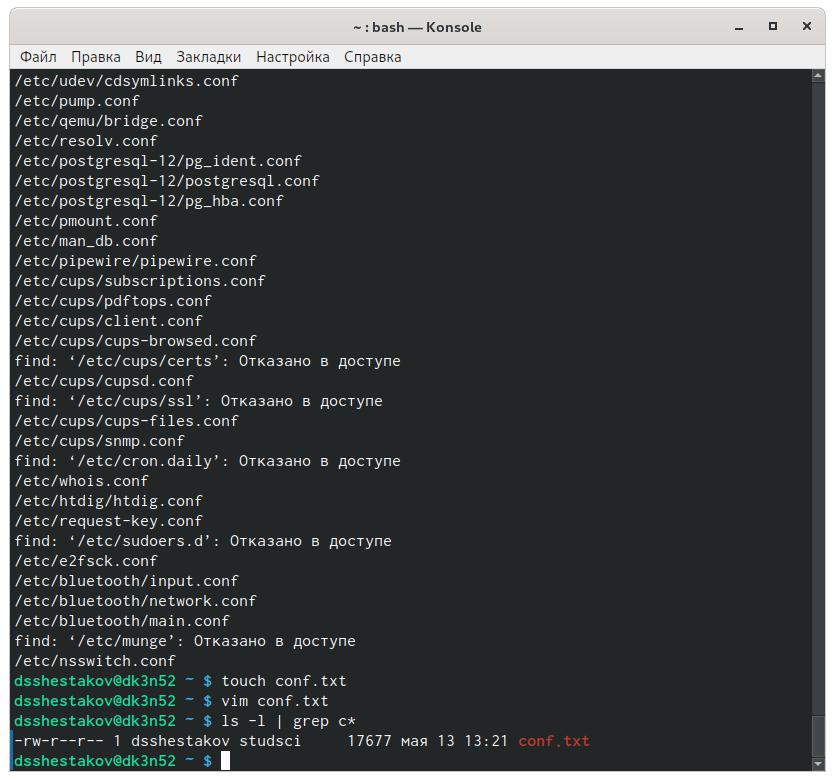 ~ : bash — Konsole
Файл Правка Вид Закладки Настройка Справка
/etc/udev/cdsymlinks.conf
/etc/pump.conf
/etc/qemu/bridge.conf
/etc/resolv.conf
/etc/postgresql-12/pg_ident.conf
/etc/postgresql-12/postgresql.conf
/etc/postgresql-12/pg_hba.conf
/etc/pmount.conf
/etc/man_db.conf
/etc/pipewire/pipewire.conf
/etc/cups/subscriptions.conf
/etc/cups/pdftops.conf
/etc/cups/client.conf
/etc/cups/cups-browsed.conf
find: ‘/etc/cups/certs’: Отказано в доступе
/etc/cups/cupsd.conf
find: ‘/etc/cups/ssl’: Отказано в доступе
/etc/cups/cups-files.conf
/etc/cups/snmp.conf
find: ‘/etc/cron.daily’: Отказано в доступе
/etc/whois.conf
/etc/htdig/htdig.conf
/etc/request-key.conf
find: ‘/etc/sudoers.d’: Отказано в доступе
/etc/e2fsck.conf
/etc/bluetooth/input.conf
/etc/bluetooth/network.conf
/etc/bluetooth/main.conf
find: ‘/etc/munge’: Отказано в доступе
/etc/nsswitch.conf
dsshestakov@dk3n52 ~ $ touch conf.txt
dsshestakov@dk3n52 ~ $ vim conf.txt
dsshestakov@dk3n52 ~ $ ls -l | grep c*
-rw-r--r-- 1 dsshestakov studsci     17677 мая 13 13:21 conf.txt
dsshestakov@dk3n52 ~ $